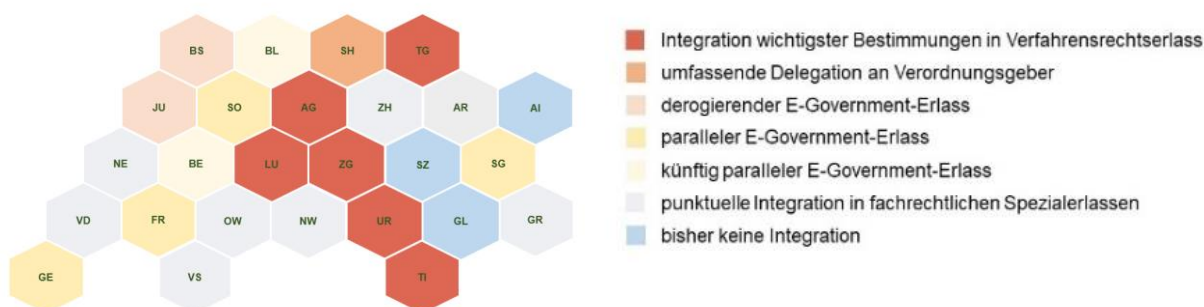 BS BL SH TG
JU SO AG ZH AR AI
NE BE LU ZG SZ SG
VD FR OW NW UR GL GR
GE VS TI
Integration wichtigster Bestimmungen in Verfahrensrechtserlass
umfassende Delegation an Verordnungsgeber
derogierender E-Government-Erlass
paralleler E-Government-Erlass
künftig paralleler E-Government-Erlass
punktuelle Integration in fachrechtlichen Spezialerlassen
bisher keine Integration